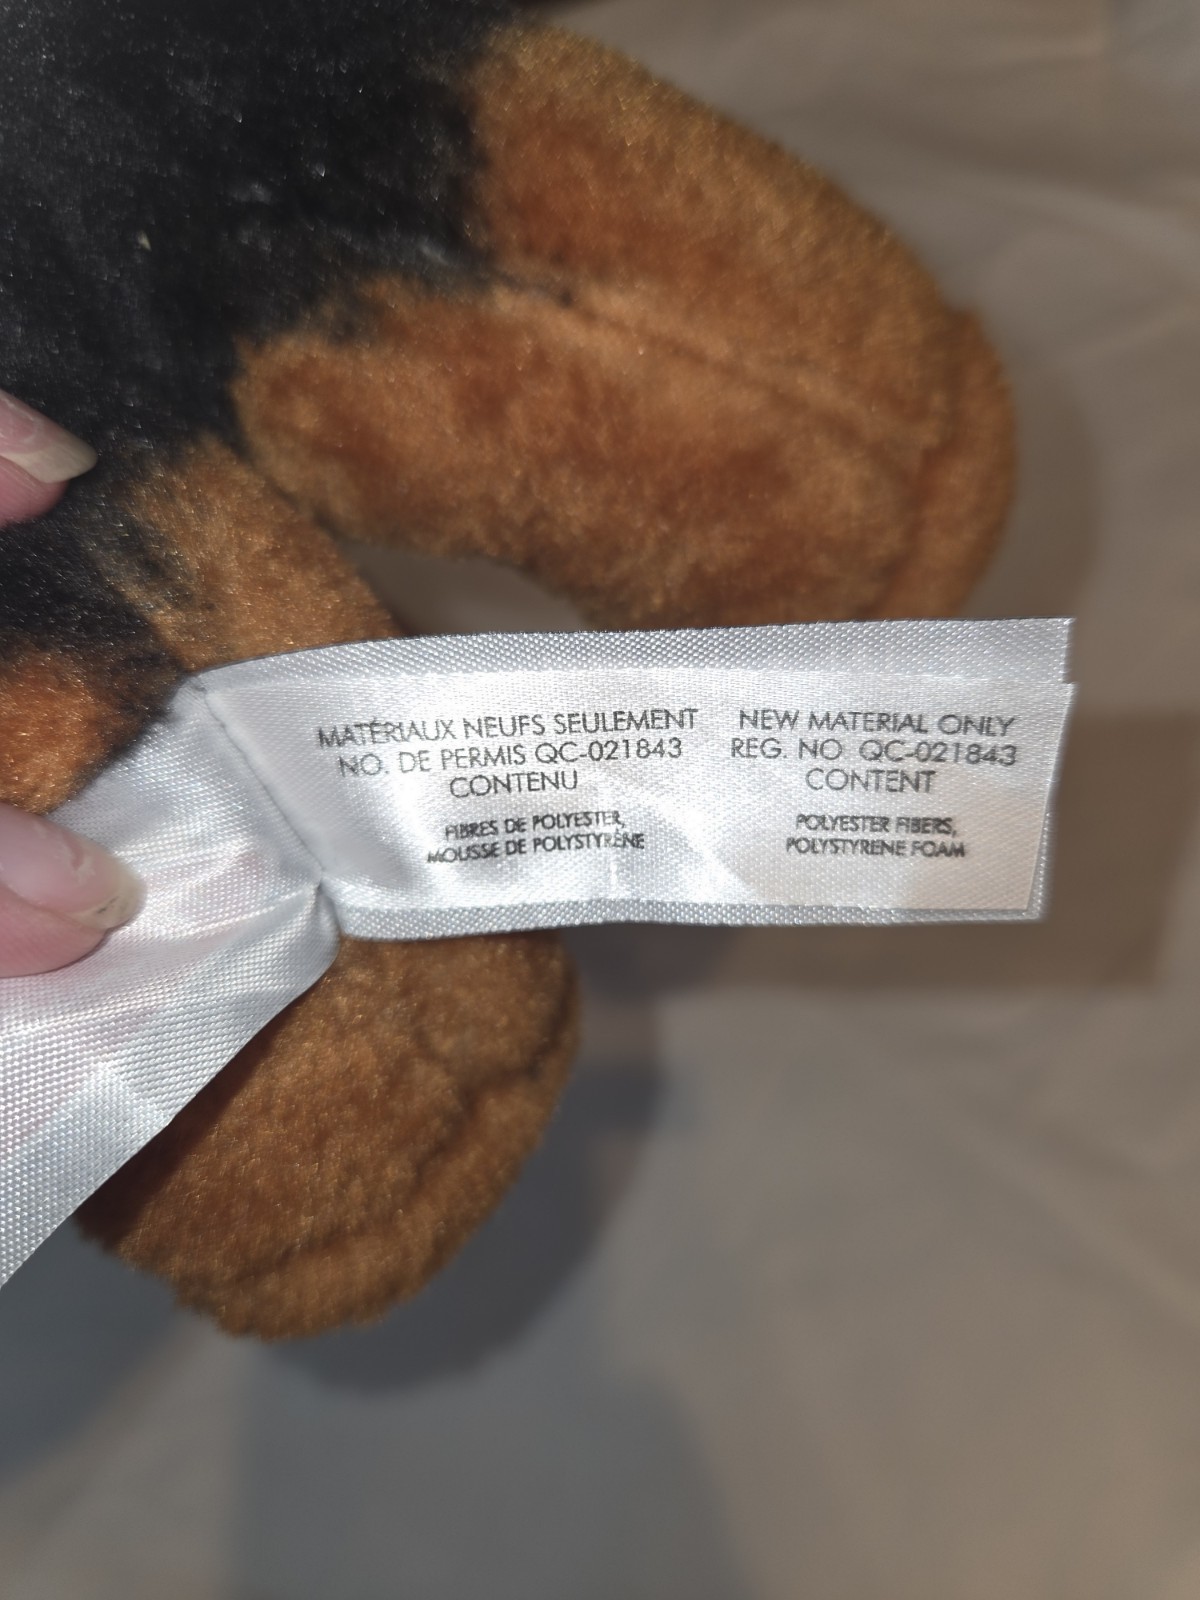 MATÉRIAUX NEUFS SEULEMENT
NO. DE PERMIS QC-021843
CONTENU
FIBRES DE POLYESTER,
MOUSSE DE POLYSTYRÈNE
NEW MATERIAL ONLY
REG. NO QC-021843
CONTENT
POLYESTER FIBERS,
POLYSTYRENE FOAM